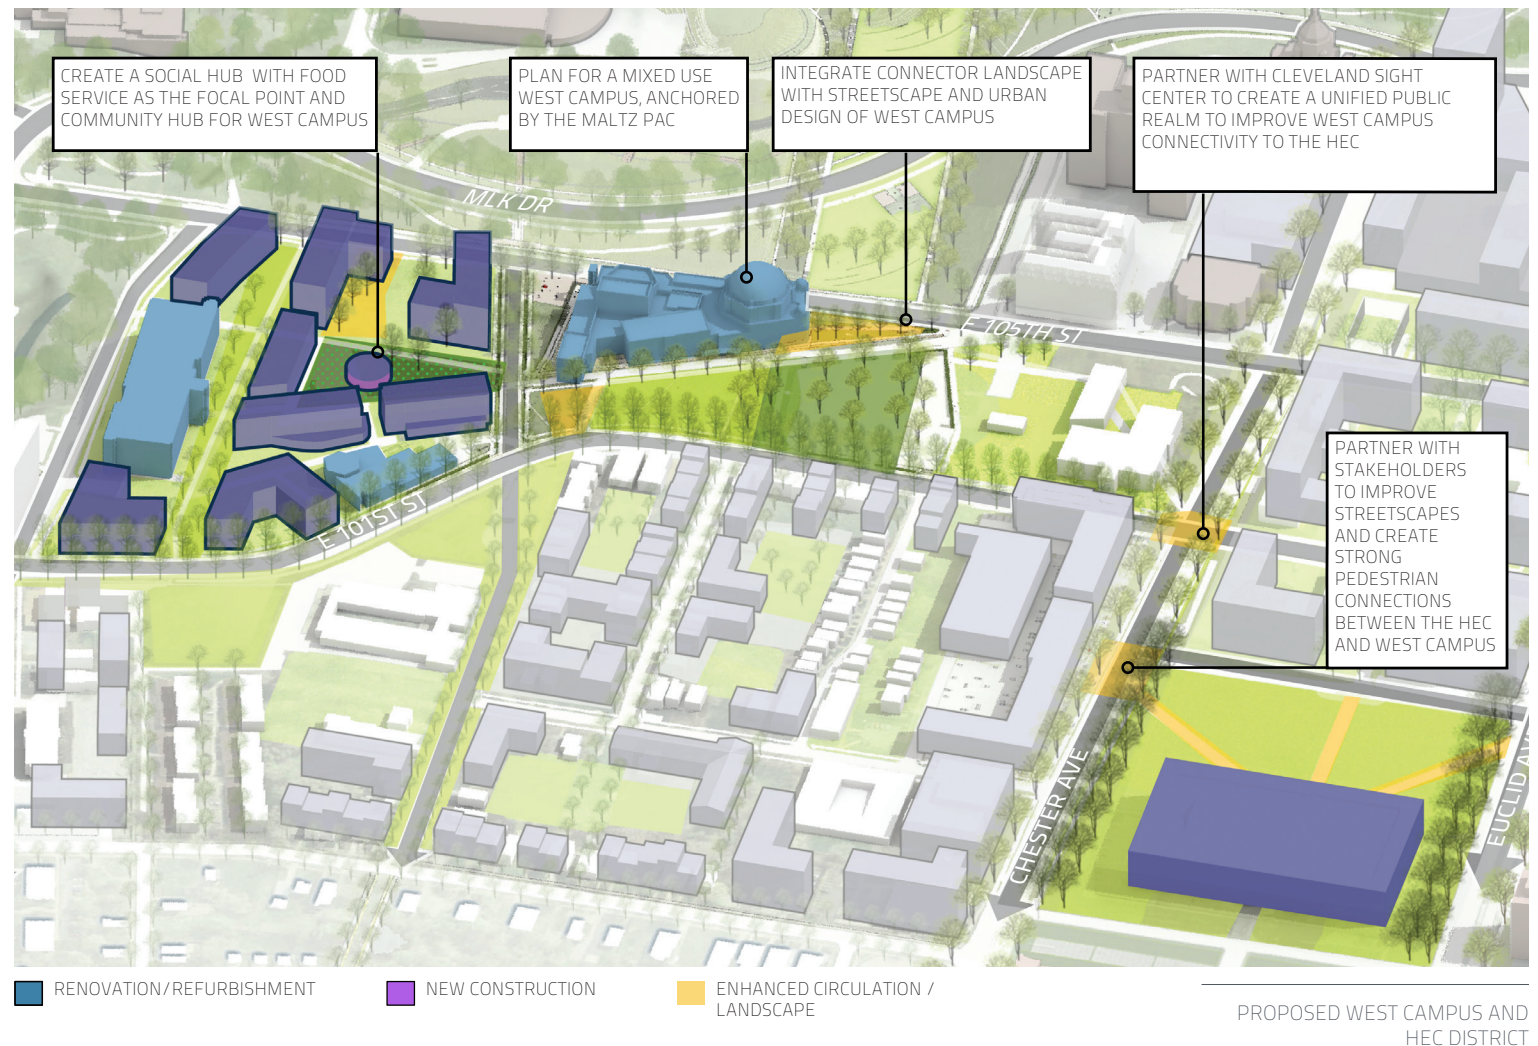 CREATE A SOCIAL HUB WITH FOOD
SERVICE AS THE FOCAL POINT AND
COMMUNITY HUB FOR WEST CAMPUS
PLAN FOR A MIXED USE
WEST CAMPUS, ANCHORED
BY THE MALTZ PAC
INTEGRATE CONNECTOR LANDSCAPE
WITH STREETSCAPE AND URBAN
DESIGN OF WEST CAMPUS
PARTNER WITH CLEVELAND SIGHT
CENTER TO CREATE A UNIFIED PUBLIC
REALM TO IMPROVE WEST CAMPUS
CONNECTIVITY TO THE HEC
MLK DR
E 105TH ST
PARTNER WITH
STAKEHOLDERS
TO IMPROVE
STREETSCAPES
AND CREATE
STRONG
PEDESTRIAN
CONNECTIONS
BETWEEN THE HEC
AND WEST CAMPUS
E 101ST ST
CHESTER AVE
EUCLID AVE
RENOVATION/REFURBISHMENT
NEW CONSTRUCTION
ENHANCED CIRCULATION /
LANDSCAPE
PROPOSED WEST CAMPUS AND
HEC DISTRICT